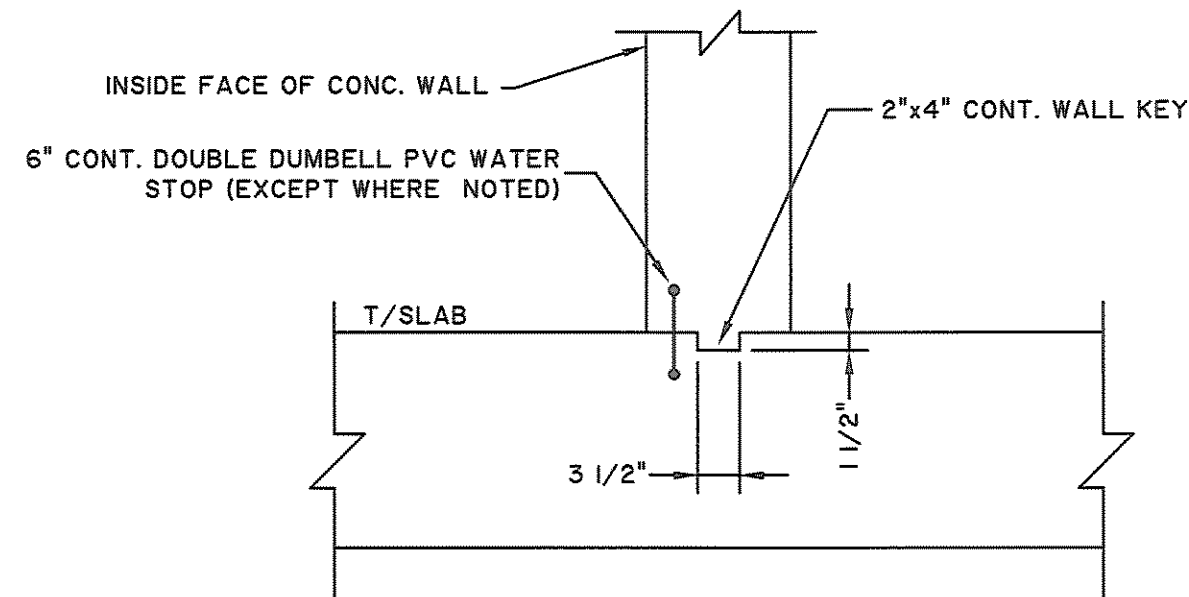 INSIDE FACE OF CONC. WALL
2"x4" CONT. WALL KEY
6" CONT. DOUBLE DUMBELL PVC WATER
STOP (EXCEPT WHERE NOTED)
T/SLAB
3 1/2"
1 1/2"